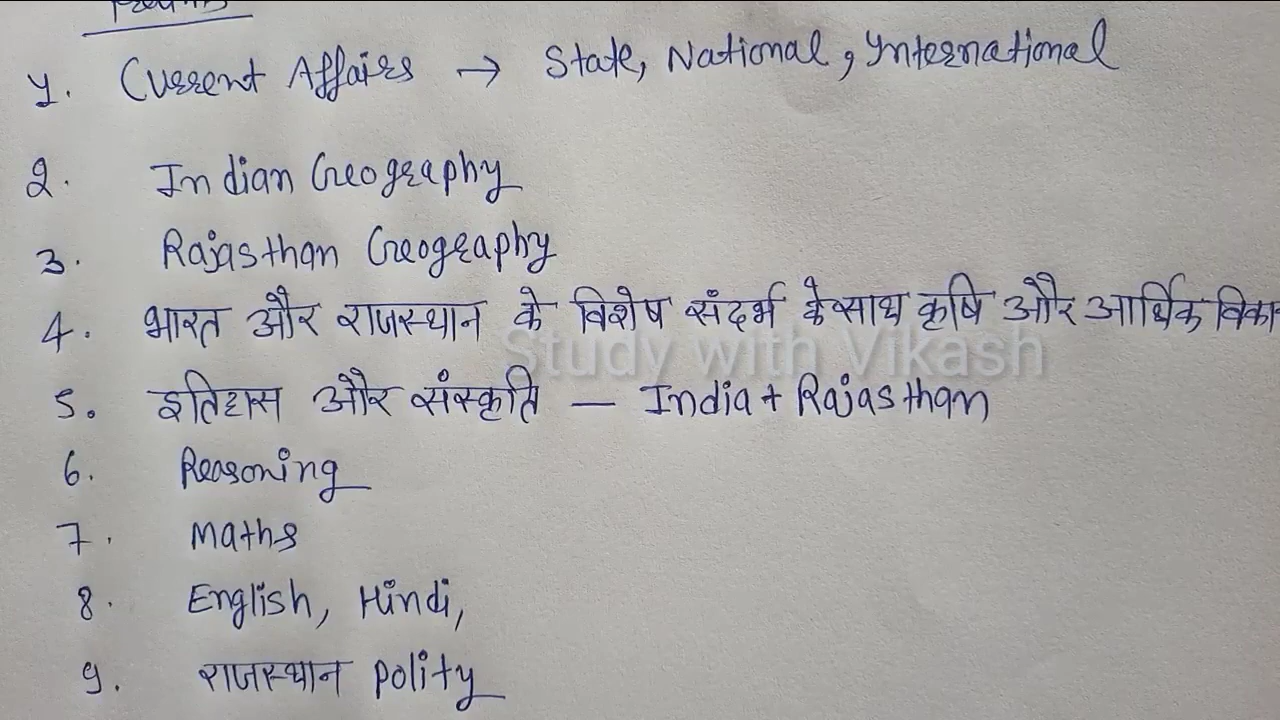 1. Current Affairs → State, National, International
2. Indian Geography
3. Rajasthan Geography
4. भारत और राजस्थान के विशेष संदर्भ के साथ कृषि और आर्थिक विका
Study with Vikash
5. इतिहास और संस्कृति — India + Rajasthan
6. Reasoning
7. Maths
8. English, Hindi,
9. राजस्थान Polity